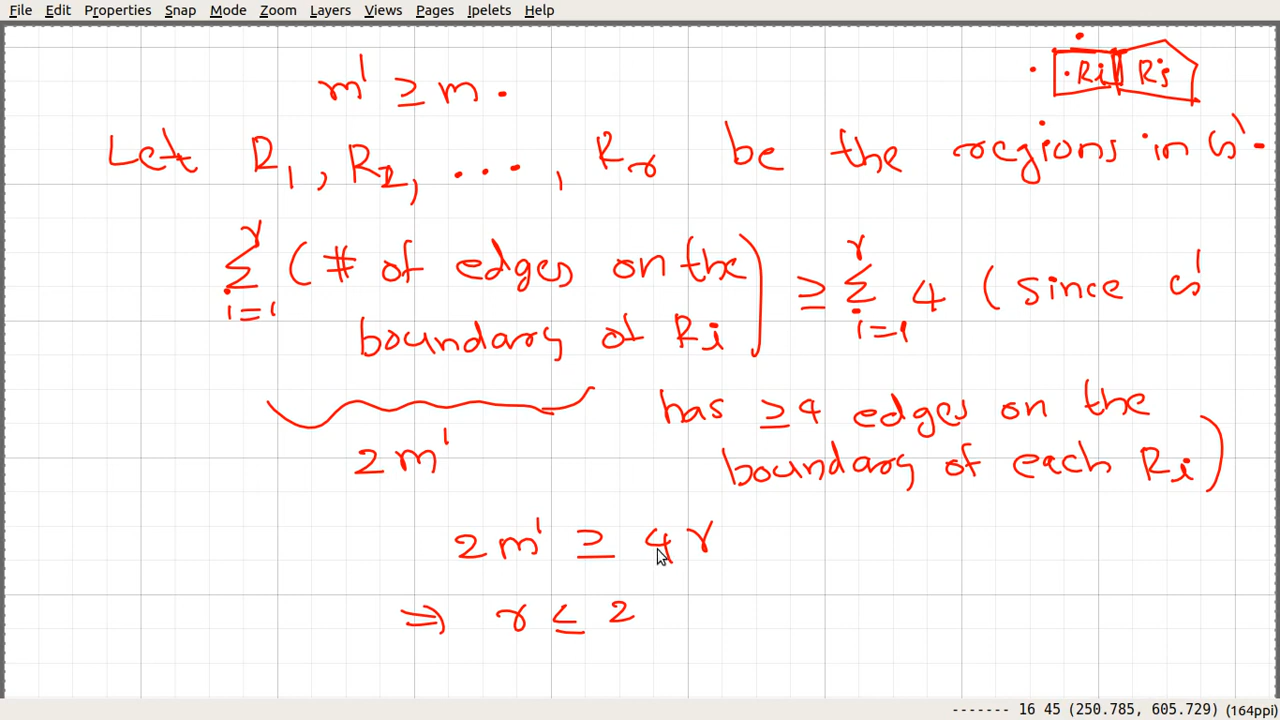 File Edit Properties Snap Mode Zoom Layers Views Pages Ipelets Help
m' ≥ m .
Ri Rj
Let R1, R2, ..., Rr be the regions in G'.
r r
∑ ( # of edges on the boundary of Ri ) ≥ ∑ 4 ( since G'
i=1 i=1
has ≥ 4 edges on the
boundary of each Ri )
2m'
2m' ≥ 4r
⇒ r ≤ 2
------- 16 45 (250.785, 605.729) (164ppi)